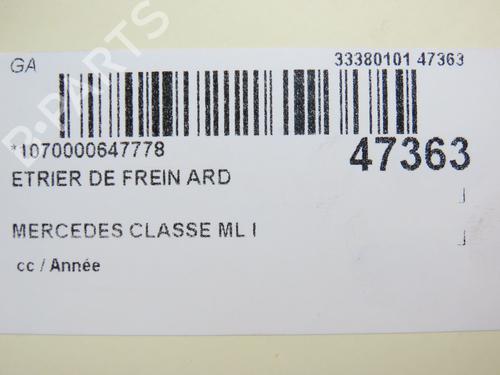 GA 33380101 47363
*1070000647778 47363
ETRIER DE FREIN ARD
MERCEDES CLASSE ML I
cc / Année
B-PARTS